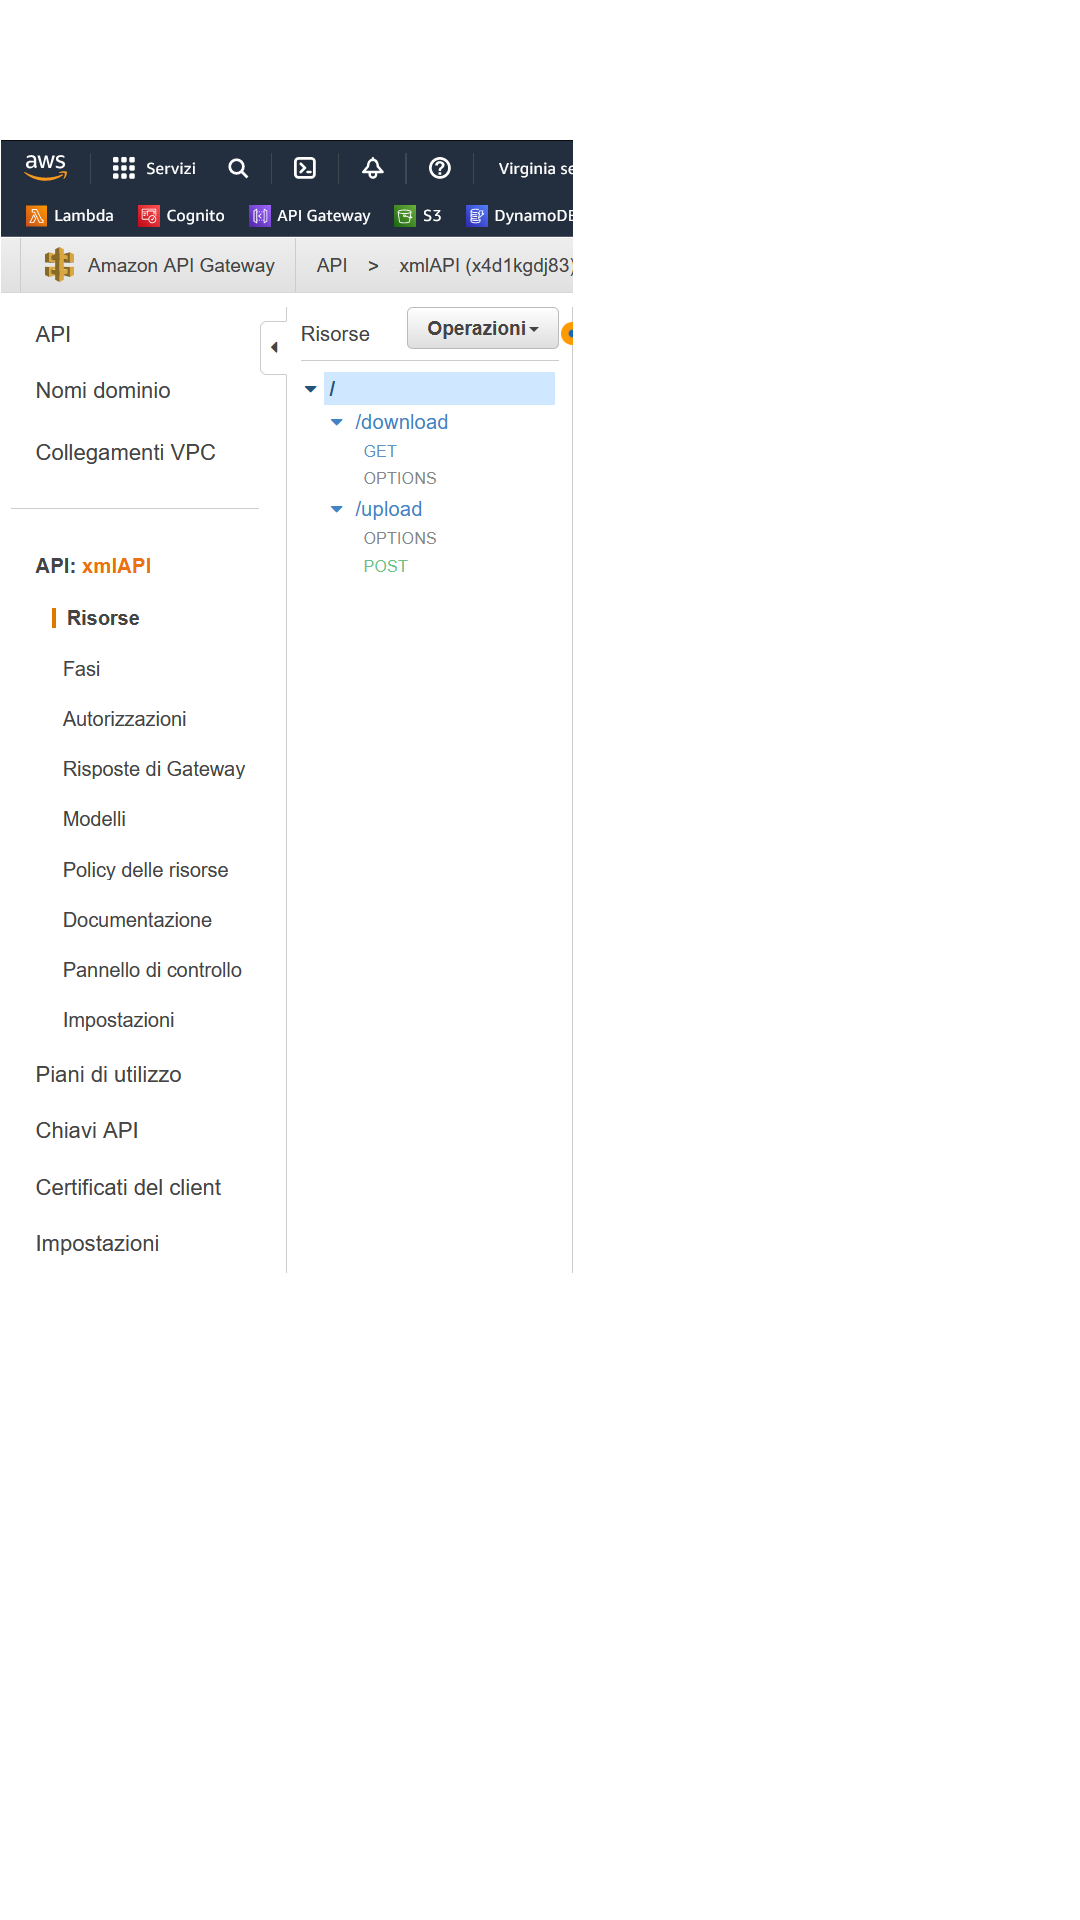 aws Servizi Virginia se
Lambda Cognito API Gateway S3 DynamoDB
Amazon API Gateway API > xmlAPI (x4d1kgdj83)
API
Nomi dominio
Collegamenti VPC
API: xmlAPI
Risorse
Fasi
Autorizzazioni
Risposte di Gateway
Modelli
Policy delle risorse
Documentazione
Pannello di controllo
Impostazioni
Piani di utilizzo
Chiavi API
Certificati del client
Impostazioni
Risorse Operazioni
/
/download
GET
OPTIONS
/upload
OPTIONS
POST